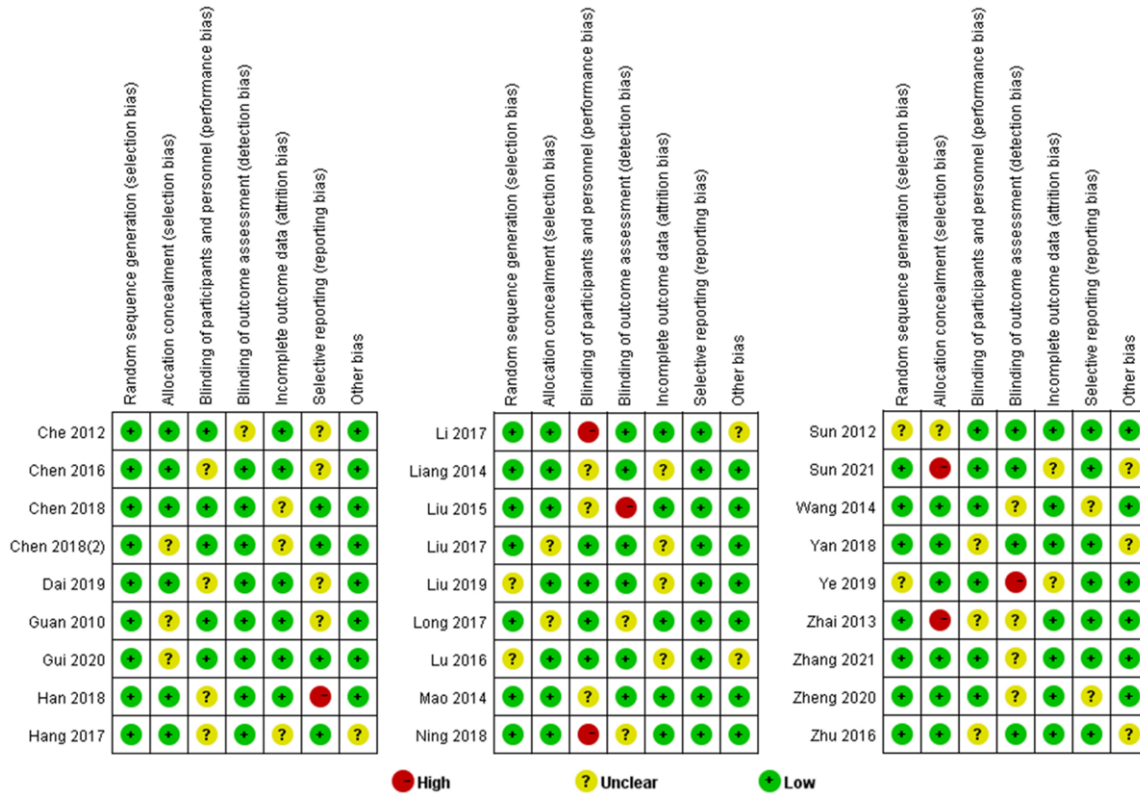 Random sequence generation (selection bias)
Allocation concealment (selection bias)
Blinding of participants and personnel (performance bias)
Blinding of outcome assessment (detection bias)
Incomplete outcome data (attrition bias)
Selective reporting (reporting bias)
Other bias
Che 2012 + + + ? + ? +
Chen 2016 + + ? + + ? +
Chen 2018 + + + + ? + +
Chen 2018(2) + ? + + ? + +
Dai 2019 + + ? + + ? +
Guan 2010 + ? + + + ? +
Gui 2020 + ? + + + + +
Han 2018 + + ? + + - +
Hang 2017 + + ? + ? + ?
Random sequence generation (selection bias)
Allocation concealment (selection bias)
Blinding of participants and personnel (performance bias
Blinding of outcome assessment (detection bias)
Incomplete outcome data (attrition bias)
Selective reporting (reporting bias)
Other bias
Li 2017 + + - + + + ?
Liang 2014 + + ? + ? + +
Liu 2015 + + ? - + + +
Liu 2017 + ? + + ? + +
Liu 2019 ? + + + ? + +
Long 2017 + ? + ? + + +
Lu 2016 ? + + + ? + ?
Mao 2014 + + ? + + + +
Ning 2018 + + - ? + + +
Random sequence generation (selection bias)
Allocation concealment (selection bias)
Blinding of participants and personnel (performance bias
Blinding of outcome assessment (detection bias)
Incomplete outcome data (attrition bias)
Selective reporting (reporting bias)
Other bias
Sun 2012 ? ? + + + + +
Sun 2021 + - + + ? + ?
Wang 2014 + + + ? + ? +
Yan 2018 + + ? + + + ?
Ye 2019 ? + + - ? + +
Zhai 2013 + - ? ? + + +
Zhang 2021 + + + ? + + +
Zheng 2020 + + + ? + ? +
Zhu 2016 + + ? + + + ?
- High ? Unclear + Low